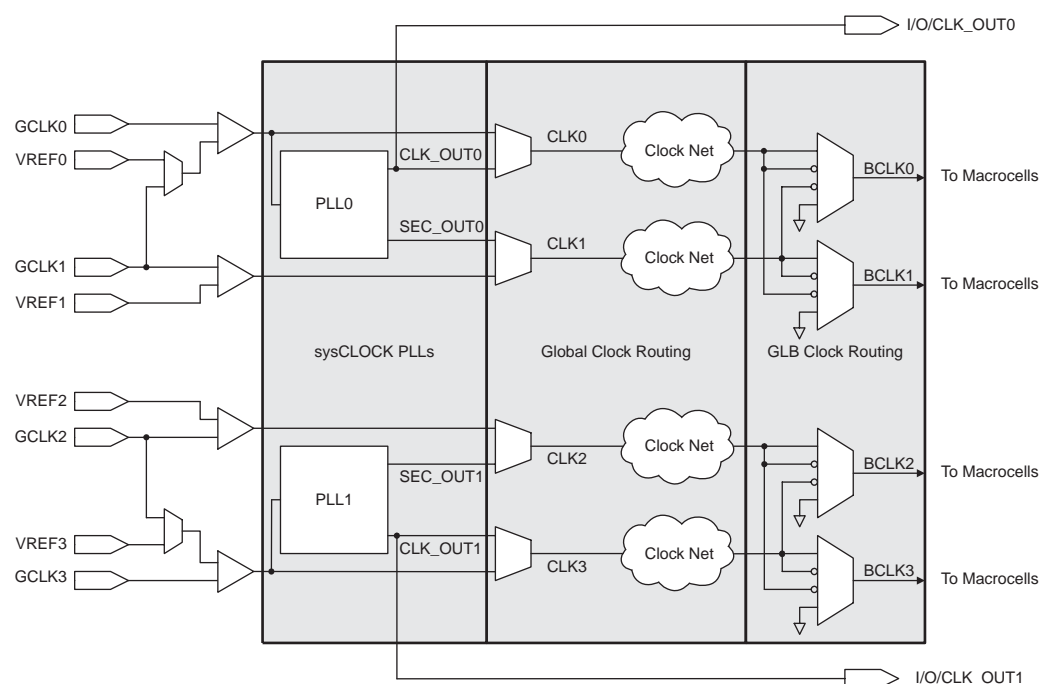 I/O/CLK_OUT0
GCLK0
VREF0
CLK0
Clock Net
CLK_OUT0
BCLK0
To Macrocells
PLL0
SEC_OUT0
GCLK1
CLK1
Clock Net
BCLK1
To Macrocells
VREF1
sysCLOCK PLLs
Global Clock Routing
GLB Clock Routing
VREF2
GCLK2
Clock Net
CLK2
BCLK2
To Macrocells
SEC_OUT1
PLL1
VREF3
CLK_OUT1
Clock Net
GCLK3
CLK3
BCLK3
To Macrocells
I/O/CLK_OUT1